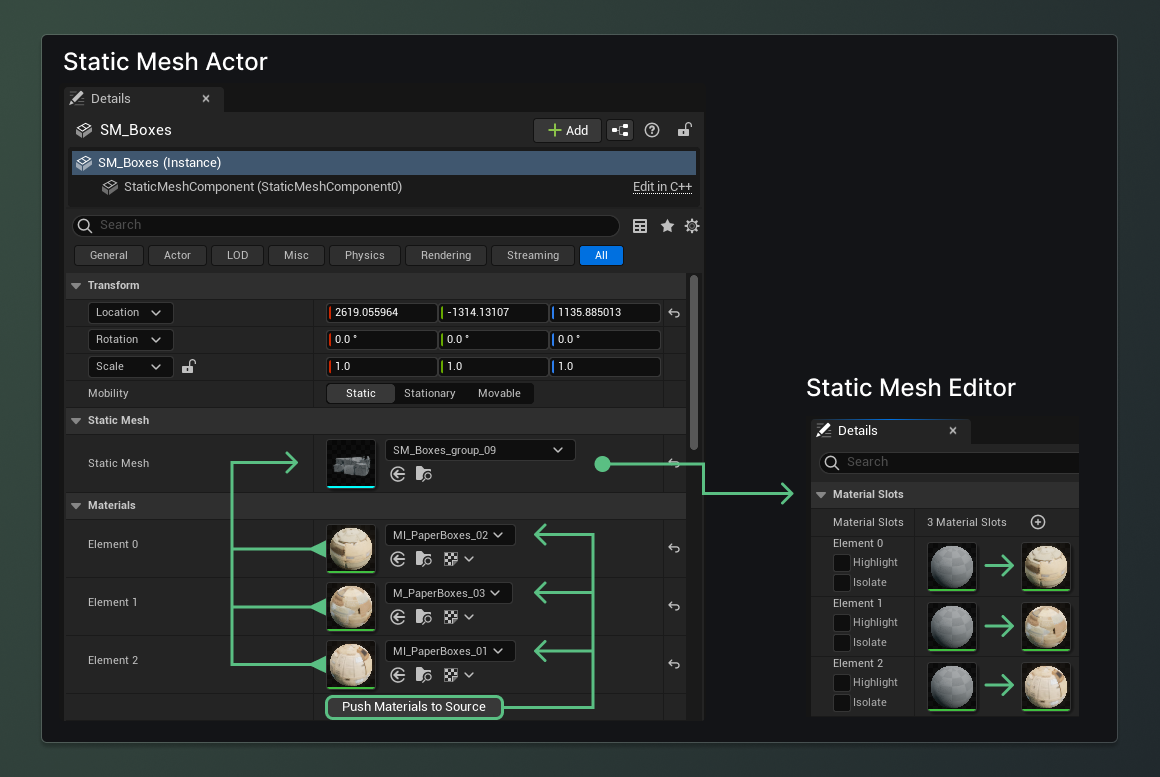 Static Mesh Actor
Details
SM_Boxes
Add
SM_Boxes (Instance)
StaticMeshComponent (StaticMeshComponent0)
Edit in C++
Search
General Actor LOD Misc Physics Rendering Streaming All
Transform
Location 2619.055964 -1314.13107 1135.885013
Rotation 0.0 ° 0.0 ° 0.0 °
Scale 1.0 1.0 1.0
Mobility Static Stationary Movable
Static Mesh
Static Mesh SM_Boxes_group_09
Materials
Element 0 MI_PaperBoxes_02
Element 1 M_PaperBoxes_03
Element 2 MI_PaperBoxes_01
Push Materials to Source
Static Mesh Editor
Details
Search
Material Slots
Material Slots 3 Material Slots
Element 0
Highlight
Isolate
Element 1
Highlight
Isolate
Element 2
Highlight
Isolate